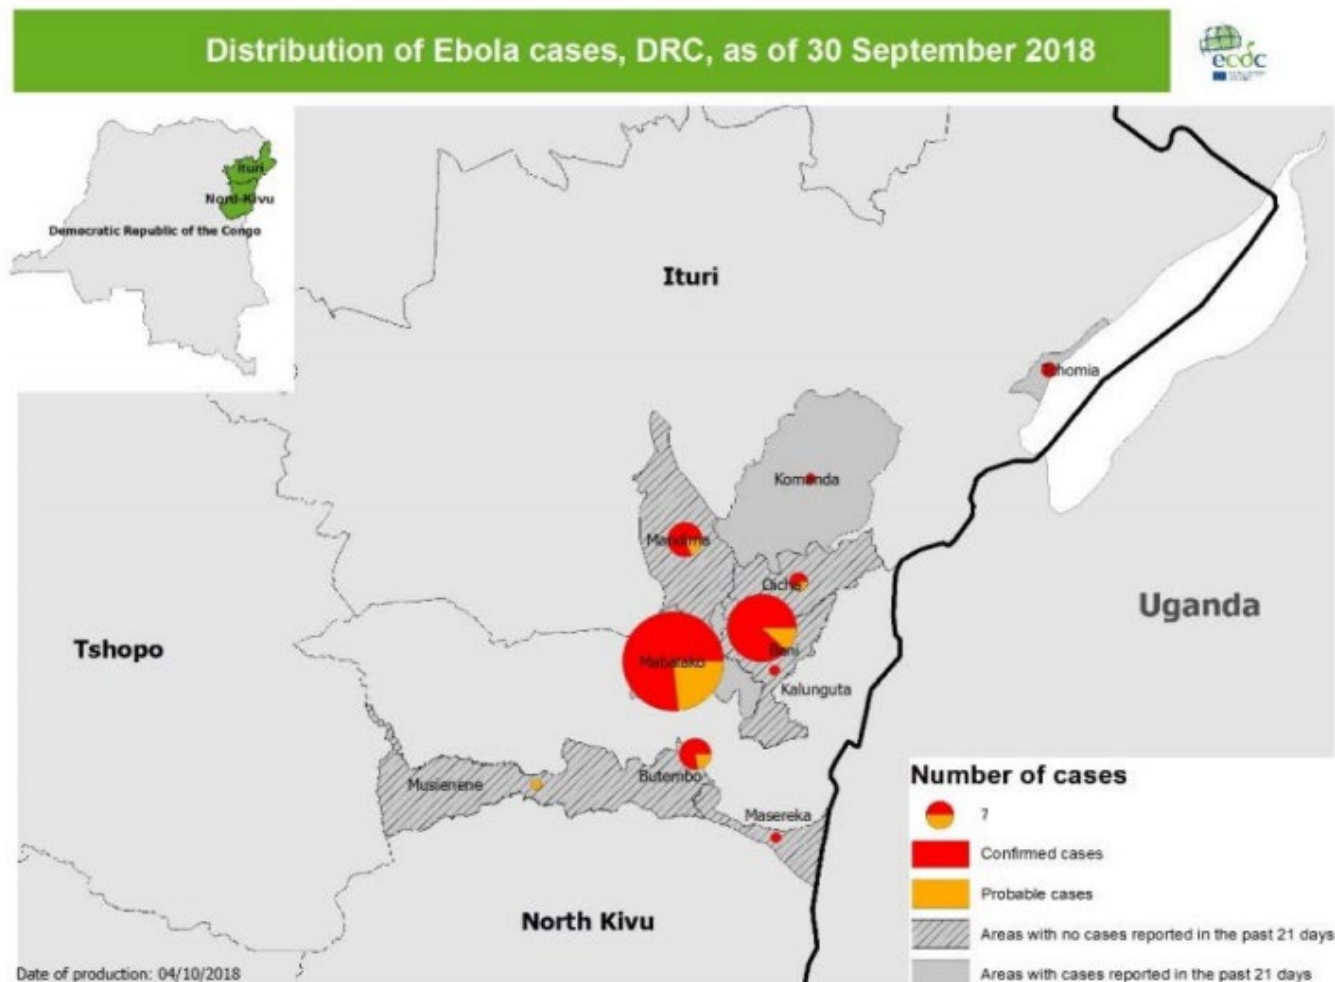 Distribution of Ebola cases, DRC, as of 30 September 2018
ecdc
Ituri
Nord-Kivu
Democratic Republic of the Congo
Ituri
Tchomia
Komanda
Mandima
Oicha
Uganda
Tshopo
Mabalako
Beni
Kalunguta
Butembo
Musienene
Masereka
North Kivu
Number of cases
7
Confirmed cases
Probable cases
Areas with no cases reported in the past 21 days
Areas with cases reported in the past 21 days
Date of production: 04/10/2018